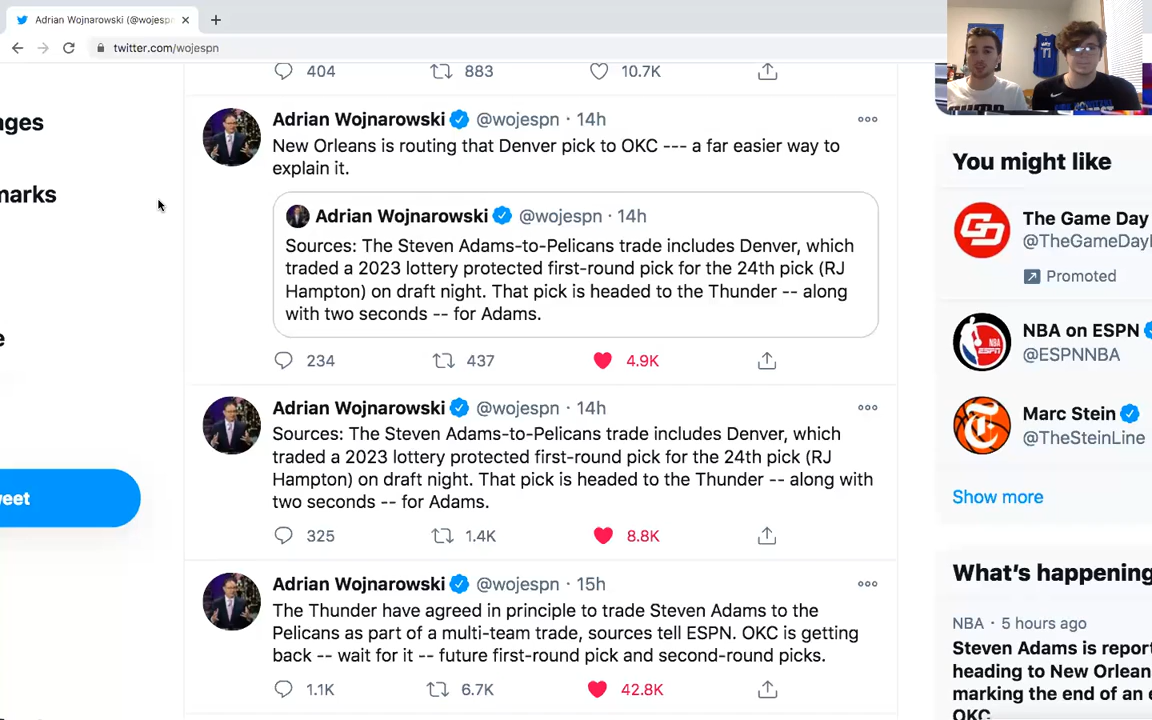 Adrian Wojnarowski (@wojespn
twitter.com/wojespn
404 883 10.7K
Adrian Wojnarowski @wojespn · 14h
New Orleans is routing that Denver pick to OKC --- a far easier way to
explain it.
Adrian Wojnarowski @wojespn · 14h
Sources: The Steven Adams-to-Pelicans trade includes Denver, which
traded a 2023 lottery protected first-round pick for the 24th pick (RJ
Hampton) on draft night. That pick is headed to the Thunder -- along
with two seconds -- for Adams.
234 437 4.9K
Adrian Wojnarowski @wojespn · 14h
Sources: The Steven Adams-to-Pelicans trade includes Denver, which
traded a 2023 lottery protected first-round pick for the 24th pick (RJ
Hampton) on draft night. That pick is headed to the Thunder -- along with
two seconds -- for Adams.
325 1.4K 8.8K
Adrian Wojnarowski @wojespn · 15h
The Thunder have agreed in principle to trade Steven Adams to the
Pelicans as part of a multi-team trade, sources tell ESPN. OKC is getting
back -- wait for it -- future first-round pick and second-round picks.
1.1K 6.7K 42.8K
ages
marks
e
weet
You might like
The Game Day
@TheGameDay
Promoted
NBA on ESPN
@ESPNNBA
Marc Stein
@TheSteinLine
Show more
What's happening
NBA · 5 hours ago
Steven Adams is report
heading to New Orlean
marking the end of an e
OKC